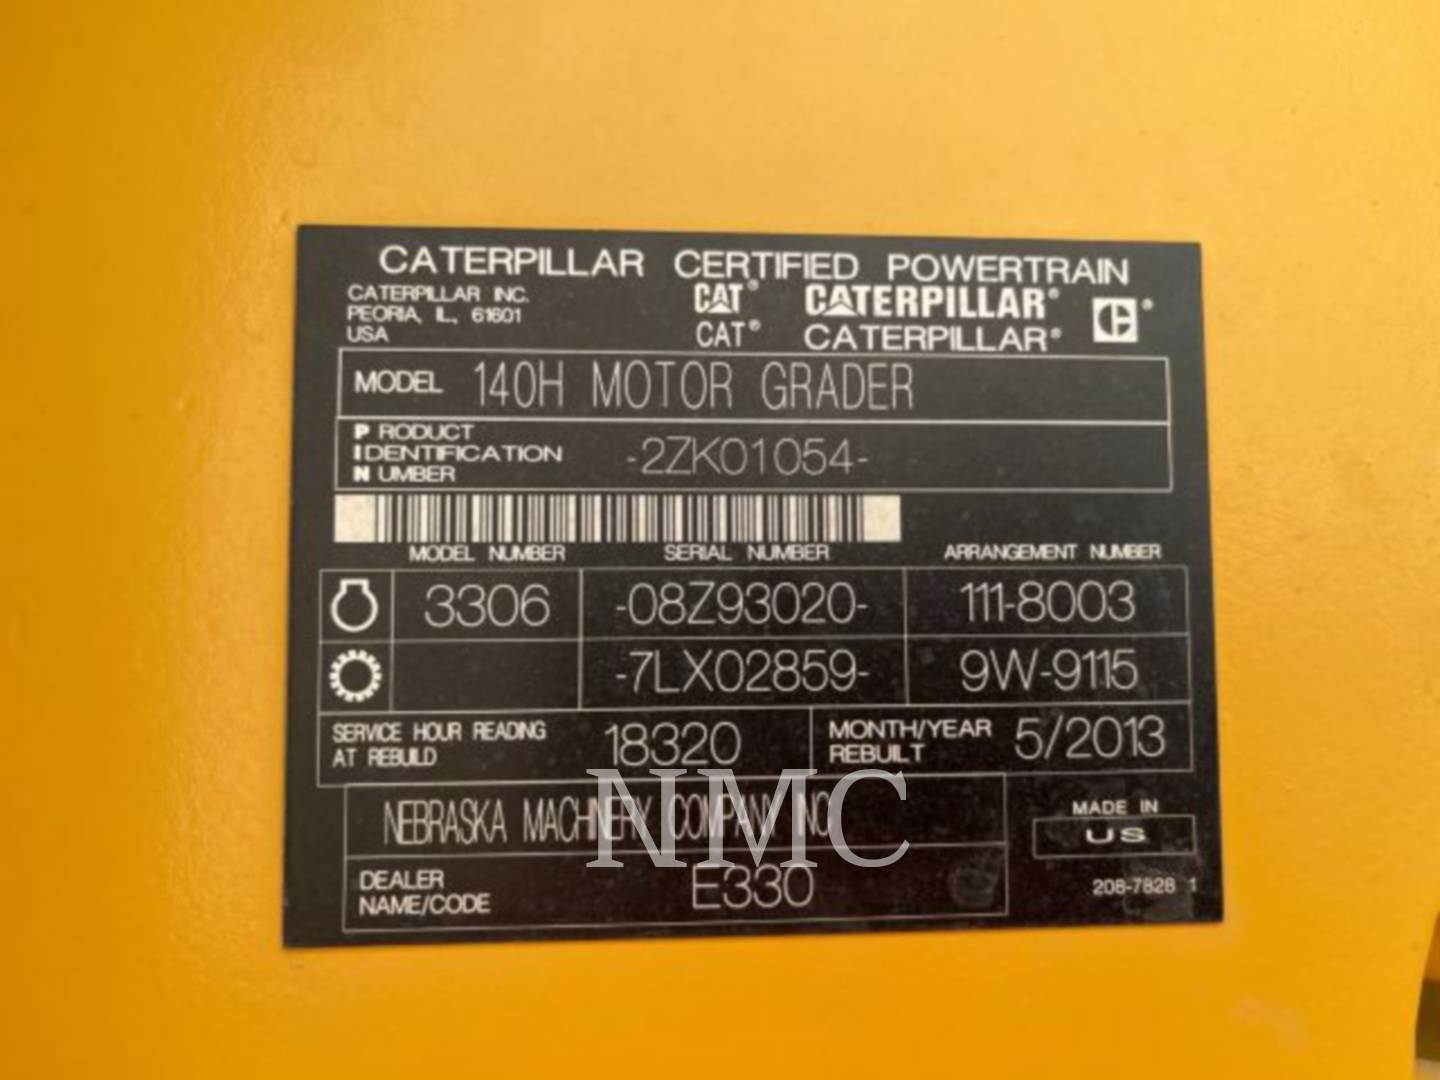 CATERPILLAR CERTIFIED POWERTRAIN
CATERPILLAR INC. CAT® CATERPILLAR® ®
PEORIA, IL, 61601
USA CAT® CATERPILLAR®
MODEL 140H MOTOR GRADER
PRODUCT
IDENTIFICATION -2ZK01054-
NUMBER
MODEL NUMBER SERIAL NUMBER ARRANGEMENT NUMBER
3306 -08Z93020- 111-8003
-7LX02859- 9W-9115
SERVICE HOUR READING
AT REBUILD 18320
MONTH/YEAR
REBUILT 5/2013
NEBRASKA MACHINERY COMPANY INC
NMC
DEALER
NAME/CODE E330
MADE IN
US
208-7828 1